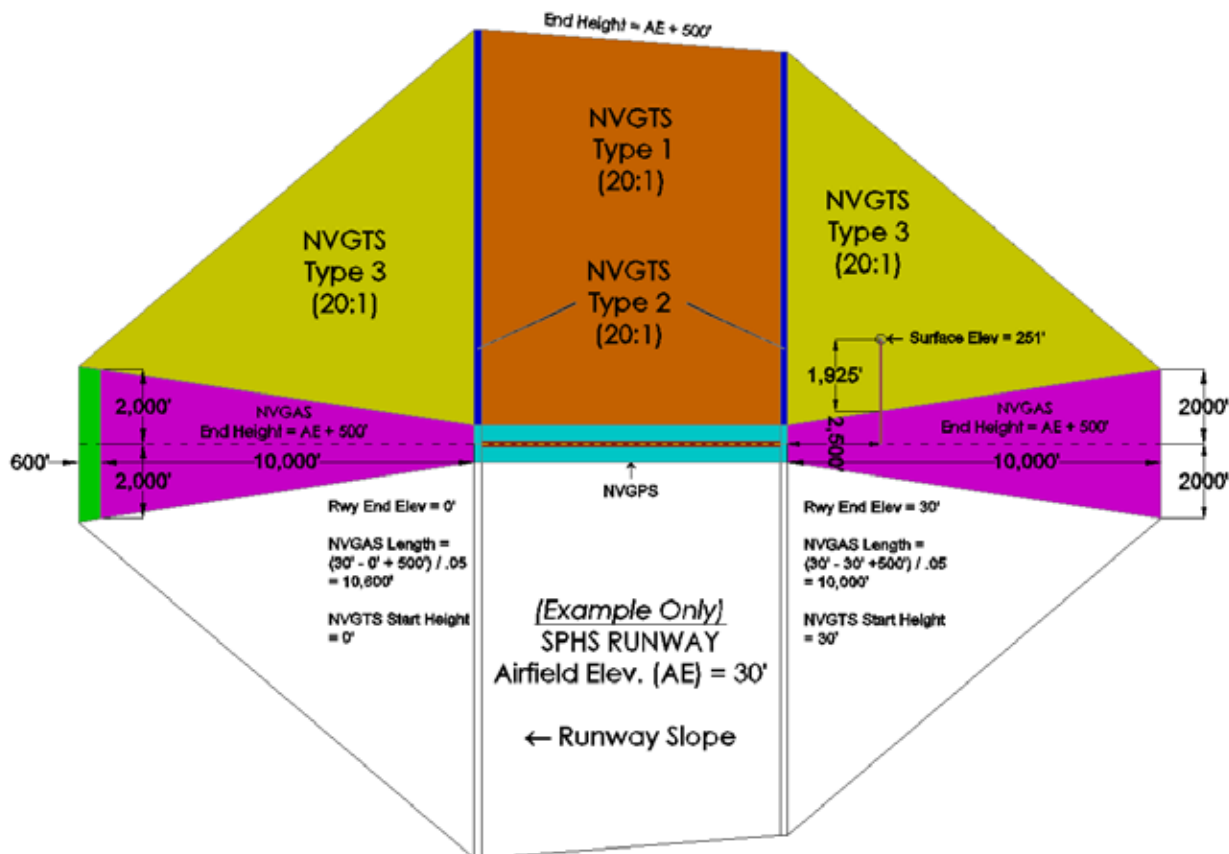 End Height = AE + 500'
NVGTS
Type 1
(20:1)
NVGTS
Type 3
(20:1)
NVGTS
Type 2
(20:1)
NVGTS
Type 3
(20:1)
← Surface Elev = 251'
1,925'
2,000'
NVGAS
End Height = AE + 500'
600'
10,000'
2,000'
NVGPS
2,500'
NVGAS
End Height = AE + 500'
10,000'
2000'
2000'
Rwy End Elev = 0'
NVGAS Length =
(30' - 0' + 500') / .05
= 10,600'
NVGTS Start Height
= 0'
(Example Only)
SPHS RUNWAY
Airfield Elev. (AE) = 30'
← Runway Slope
Rwy End Elev = 30'
NVGAS Length =
(30' - 30' +500') / .05
= 10,000'
NVGTS Start Height =
30'